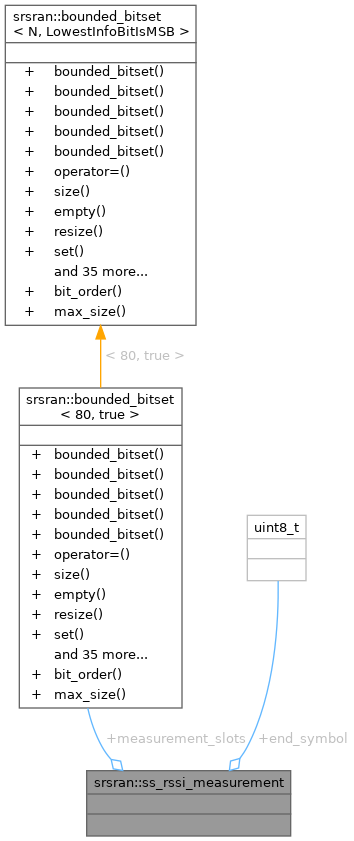 srsran::bounded_bitset
< N, LowestInfoBitIsMSB >
+ bounded_bitset()
+ bounded_bitset()
+ bounded_bitset()
+ bounded_bitset()
+ bounded_bitset()
+ operator=()
+ size()
+ empty()
+ resize()
+ set()
and 35 more...
+ bit_order()
+ max_size()
< 80, true >
srsran::bounded_bitset
< 80, true >
+ bounded_bitset()
+ bounded_bitset()
+ bounded_bitset()
+ bounded_bitset()
+ bounded_bitset()
+ operator=()
+ size()
+ empty()
+ resize()
+ set()
and 35 more...
+ bit_order()
+ max_size()
uint8_t
+measurement_slots
+end_symbol
srsran::ss_rssi_measurement